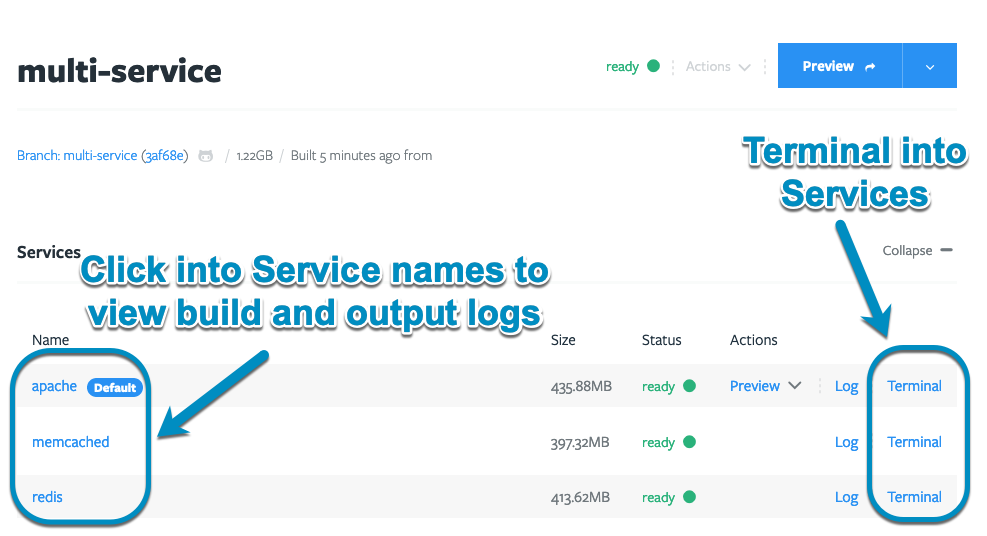 multi-service
ready Actions Preview
Branch: multi-service (3af68e) / 1.22GB / Built 5 minutes ago from
Terminal into
Services
Services
Collapse
Click into Service names to
view build and output logs
Name Size Status Actions
apache Default 435.88MB ready Preview Log Terminal
memcached 397.32MB ready Log Terminal
redis 413.62MB ready Log Terminal